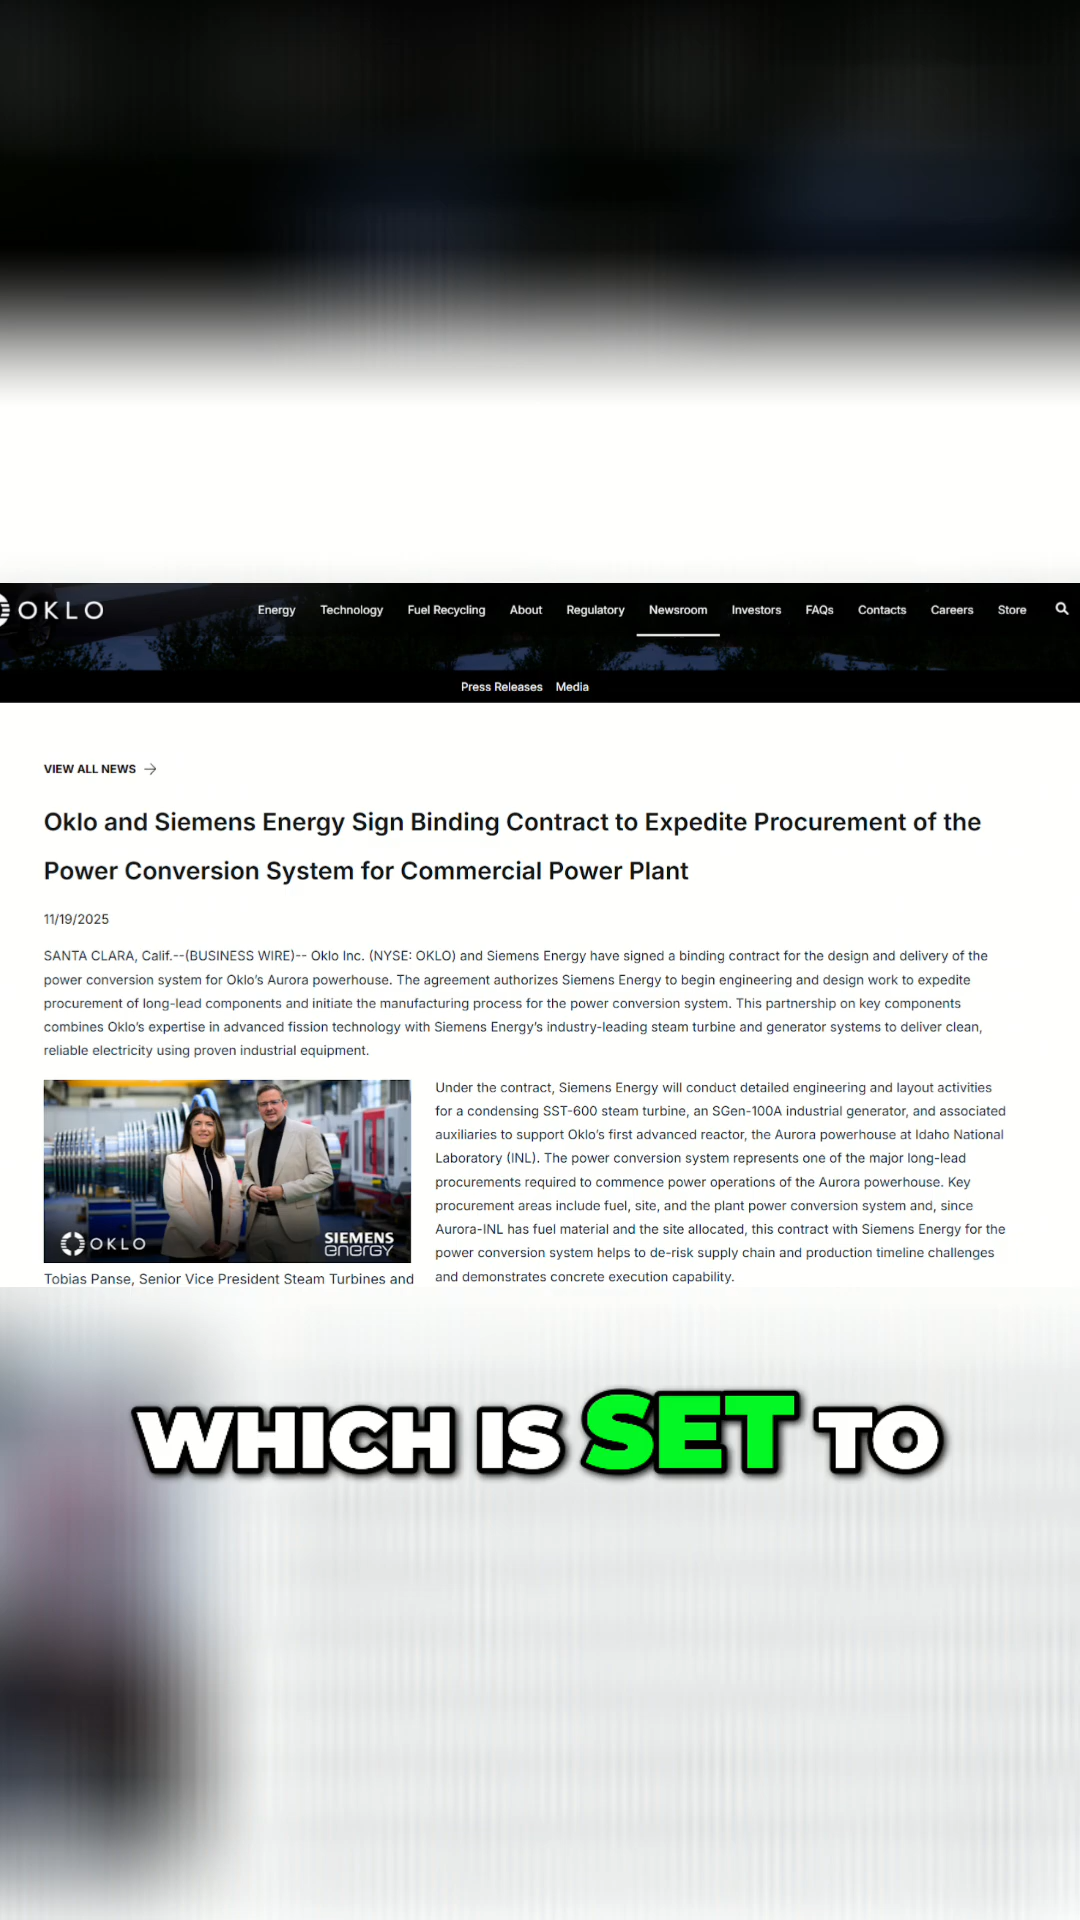 OKLO
Energy Technology Fuel Recycling About Regulatory Newsroom Investors FAQs Contacts Careers Store
Press Releases Media
VIEW ALL NEWS →
Oklo and Siemens Energy Sign Binding Contract to Expedite Procurement of the
Power Conversion System for Commercial Power Plant
11/19/2025
SANTA CLARA, Calif.--(BUSINESS WIRE)-- Oklo Inc. (NYSE: OKLO) and Siemens Energy have signed a binding contract for the design and delivery of the
power conversion system for Oklo's Aurora powerhouse. The agreement authorizes Siemens Energy to begin engineering and design work to expedite
procurement of long-lead components and initiate the manufacturing process for the power conversion system. This partnership on key components
combines Oklo's expertise in advanced fission technology with Siemens Energy's industry-leading steam turbine and generator systems to deliver clean,
reliable electricity using proven industrial equipment.
OKLO
SIEMENS
energy
Tobias Panse, Senior Vice President Steam Turbines and
Under the contract, Siemens Energy will conduct detailed engineering and layout activities
for a condensing SST-600 steam turbine, an SGen-100A industrial generator, and associated
auxiliaries to support Oklo's first advanced reactor, the Aurora powerhouse at Idaho National
Laboratory (INL). The power conversion system represents one of the major long-lead
procurements required to commence power operations of the Aurora powerhouse. Key
procurement areas include fuel, site, and the plant power conversion system and, since
Aurora-INL has fuel material and the site allocated, this contract with Siemens Energy for the
power conversion system helps to de-risk supply chain and production timeline challenges
and demonstrates concrete execution capability.
WHICH IS SET TO